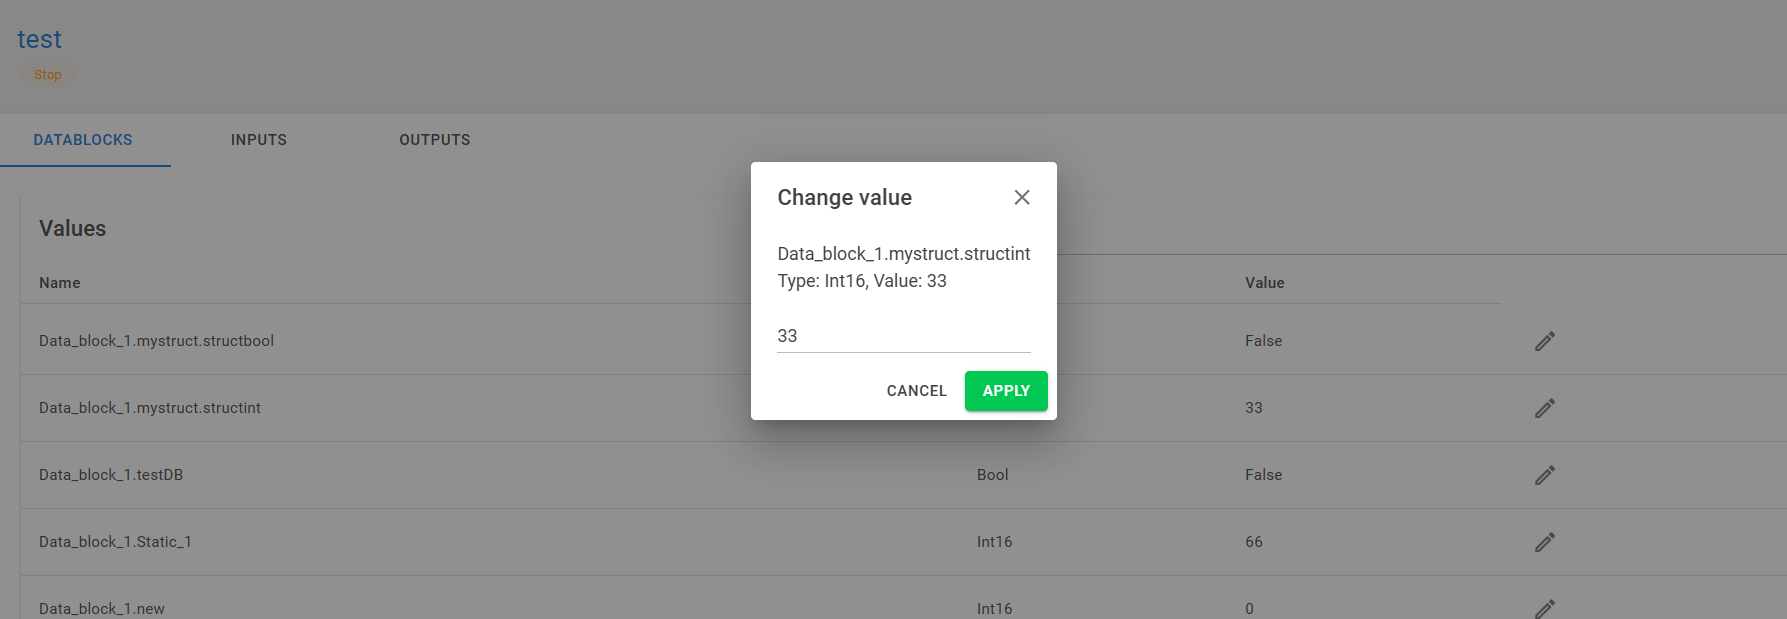 test
Stop
DATABLOCKS INPUTS OUTPUTS
Values
Name Value
Data_block_1.mystruct.structbool False
Data_block_1.mystruct.structint 33
Data_block_1.testDB Bool False
Data_block_1.Static_1 Int16 66
Data_block_1.new Int16 0
Change value
Data_block_1.mystruct.structint
Type: Int16, Value: 33
33
CANCEL APPLY